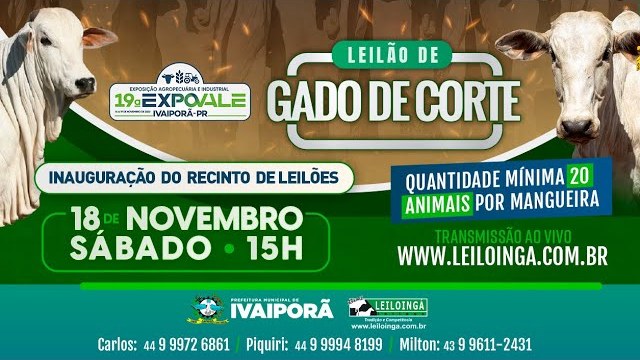 EXPOSIÇÃO AGROPECUÁRIA E INDUSTRIAL
19ª EXPOVALE
IVAIPORÃ-PR
LEILÃO DE
GADO DE CORTE
INAUGURAÇÃO DO RECINTO DE LEILÕES
18 DE NOVEMBRO
SÁBADO • 15H
QUANTIDADE MÍNIMA 20
ANIMAIS POR MANGUEIRA
TRANSMISSÃO AO VIVO
WWW.LEILOINGA.COM.BR
PREFEITURA MUNICIPAL DE
IVAIPORÃ
LEILOINGA
Tradição e Competência
www.leiloinga.com.br
Carlos: 44 9 9972 6861 / Piquiri: 44 9 9994 8199 / Milton: 43 9 9611-2431